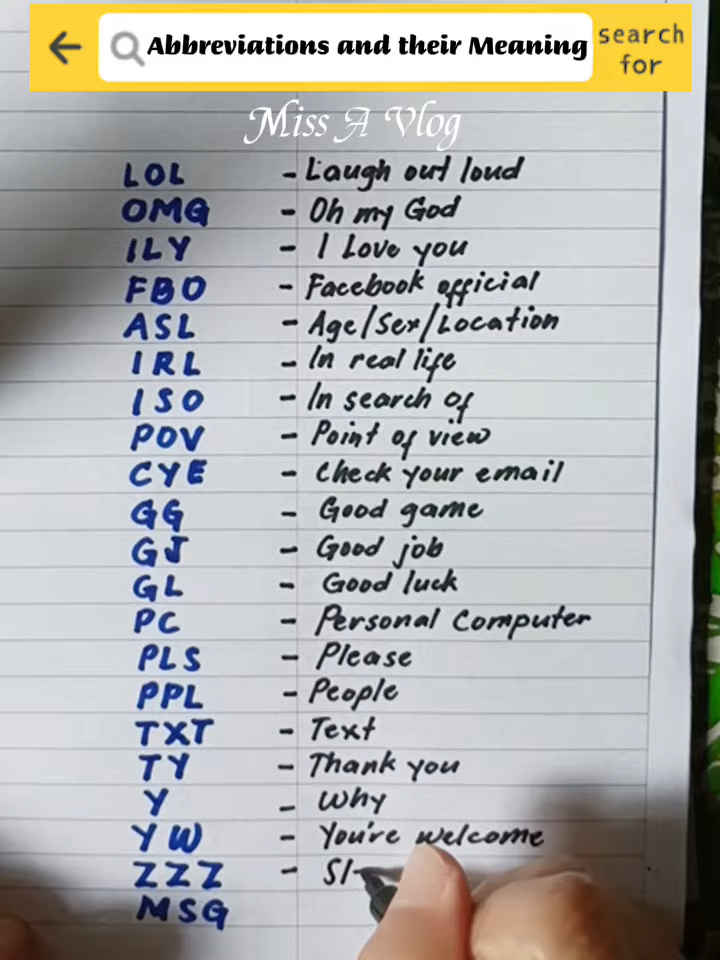 Abbreviations and their Meaning
search
for
Miss A Vlog
LOL - Laugh out loud
OMG - Oh my God
ILY - I Love you
FBO - Facebook official
ASL - Age/Sex/Location
IRL - In real life
ISO - In search of
POV - Point of view
CYE - Check your email
GG - Good game
GJ - Good job
GL - Good luck
PC - Personal Computer
PLS - Please
PPL - People
TXT - Text
TY - Thank you
Y - Why
YW - You're welcome
ZZZ - Sl
MSG